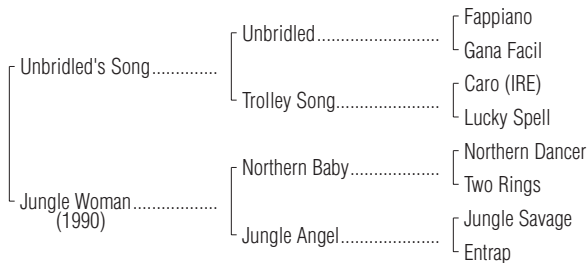 Fappiano
Unbridled
Gana Facil
Unbridled's Song
Caro (IRE)
Trolley Song
Lucky Spell
Northern Dancer
Northern Baby
Two Rings
Jungle Woman
(1990)
Jungle Savage
Jungle Angel
Entrap